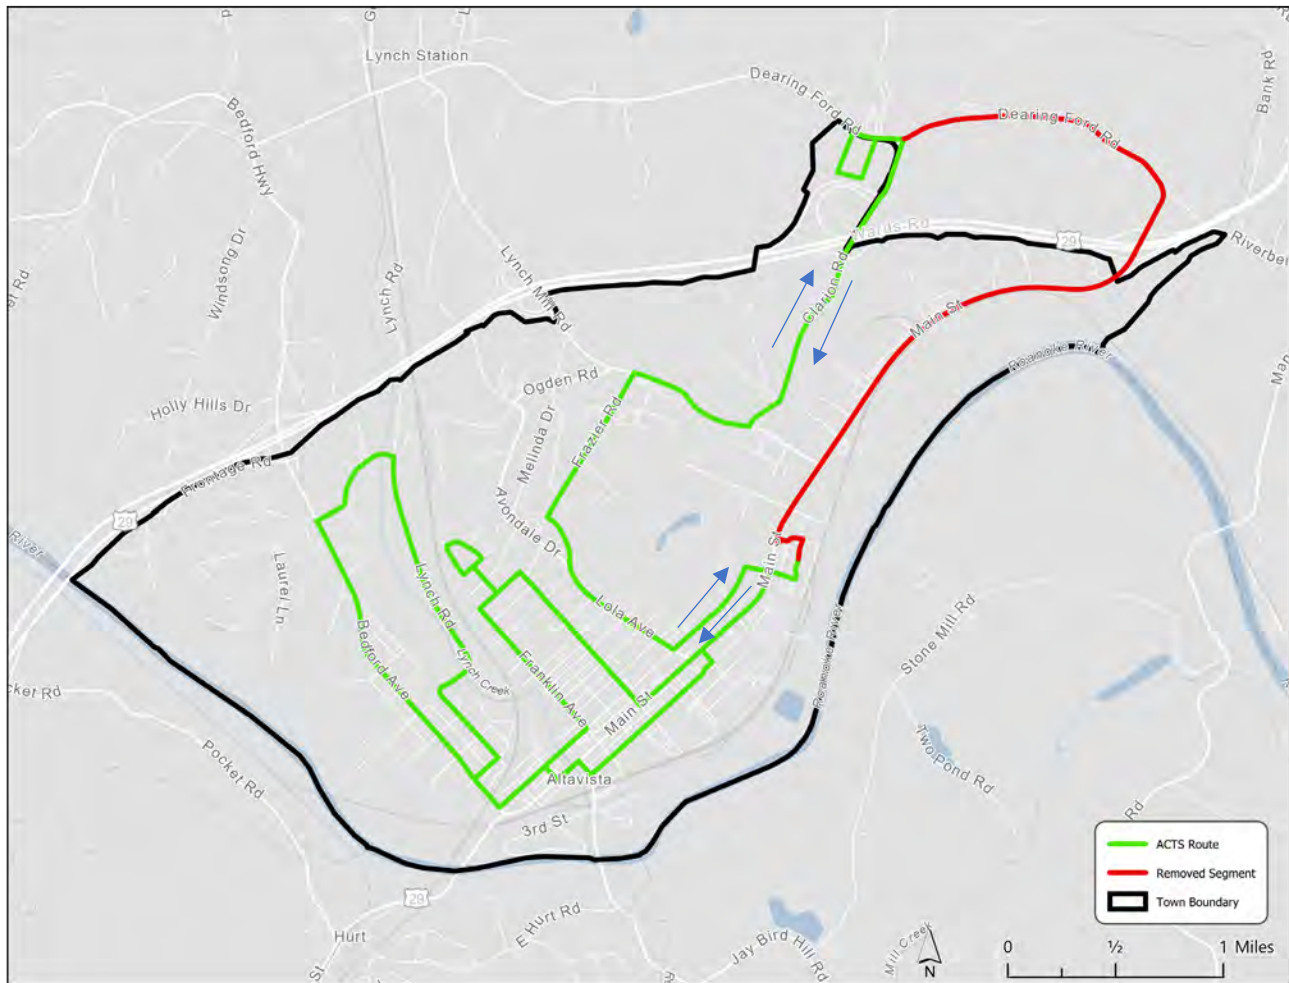 Lynch Station
Dearing Ford Rd
Dearing Ford Rd
Bank Rd
Bedford Hwy
Windsong Dr
Lynch Rd
Lynch Mill Rd
Wards Rd
29
Clarion Rd
Main St
Roanoke River
Ogden Rd
Holly Hills Dr
Melinda Dr
Frazier Rd
Frontage Rd
29
River
Avondale Dr
Main St
Laurel Ln
Lynch Rd
Lola Ave
Bedford Ave
Lynch Creek
Franklin Ave
Main St
Roanoke River
Stone Mill Rd
Pocket Rd
Two Pond Rd
Altavista
3rd St
Rd
29
Hurt
E Hurt Rd
St
Jay Bird Hill Rd
Mill Creek
ACTS Route
Removed Segment
Town Boundary
N
0 ½ 1 Miles